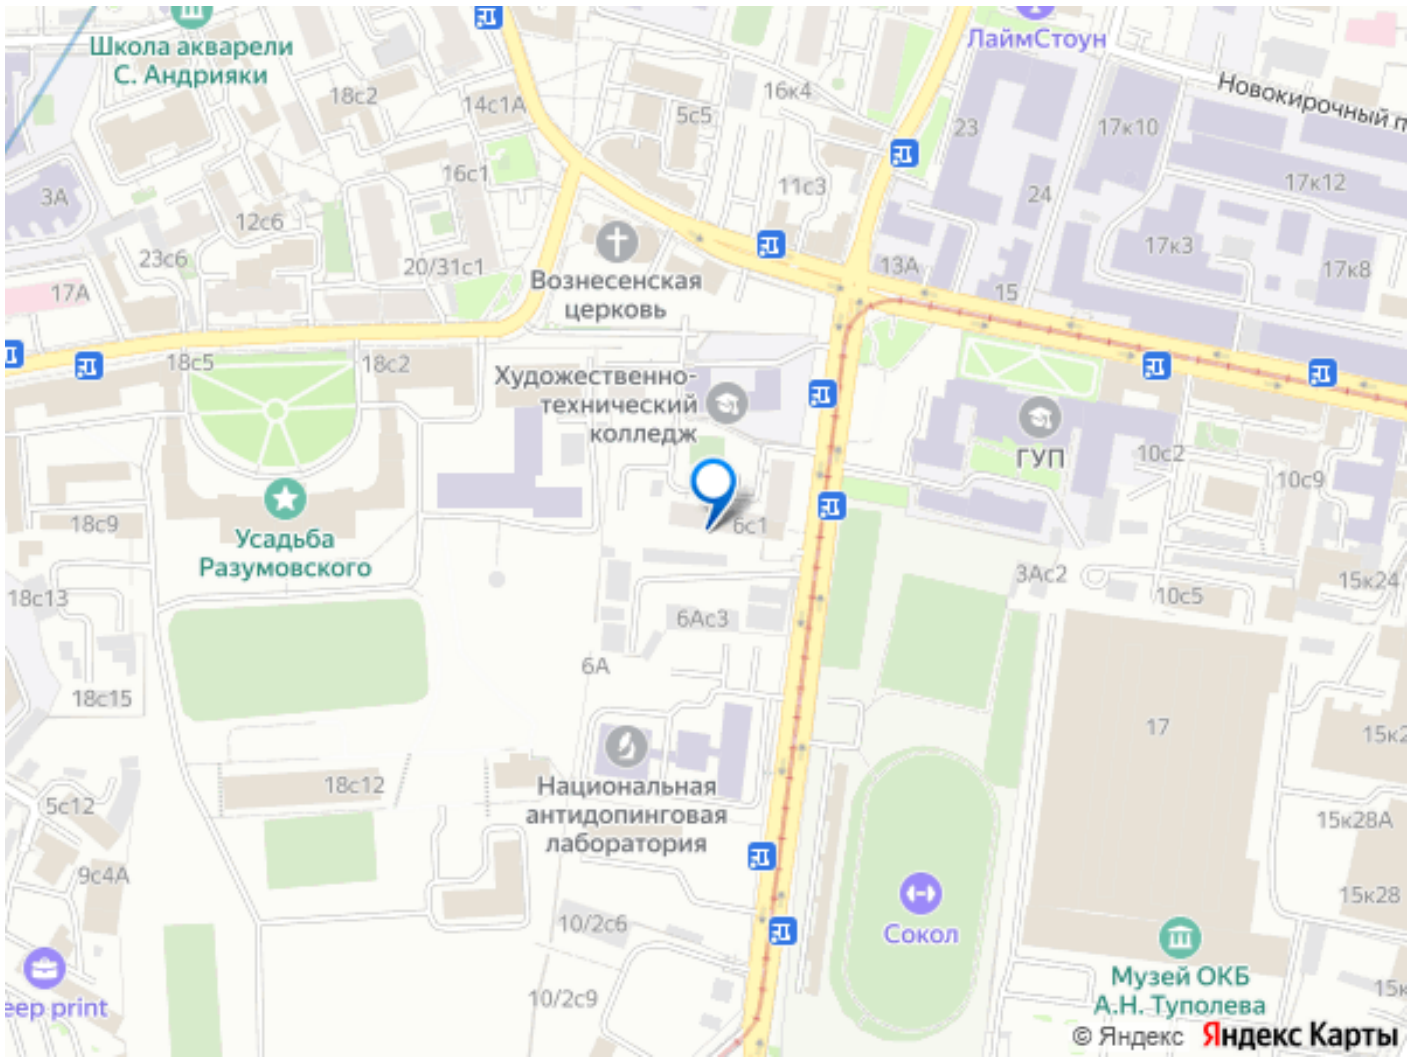 Школа акварели
С. Андрияки
ЛаймСтоун
18с2
14с1А
5с5
16к4
23
17к10
Новокирочный п
3А
16с1
11с3
24
17к12
12с6
23с6
20/31с1
13А
17к3
17к8
17А
Вознесенская
церковь
15
18с5
18с2
Художественно-
технический
колледж
ГУП
10с2
10с9
18с9
Усадьба
Разумовского
6с1
18с13
3Ас2
10с5
15к24
6Ас3
6А
18с15
17
15к2
18с12
Национальная
антидопинговая
лаборатория
5с12
15к28А
9с4А
15к28
10/2с6
Сокол
Музей ОКБ
А.Н. Туполева
eep print
10/2с9
15к
© Яндекс Яндекс Карты